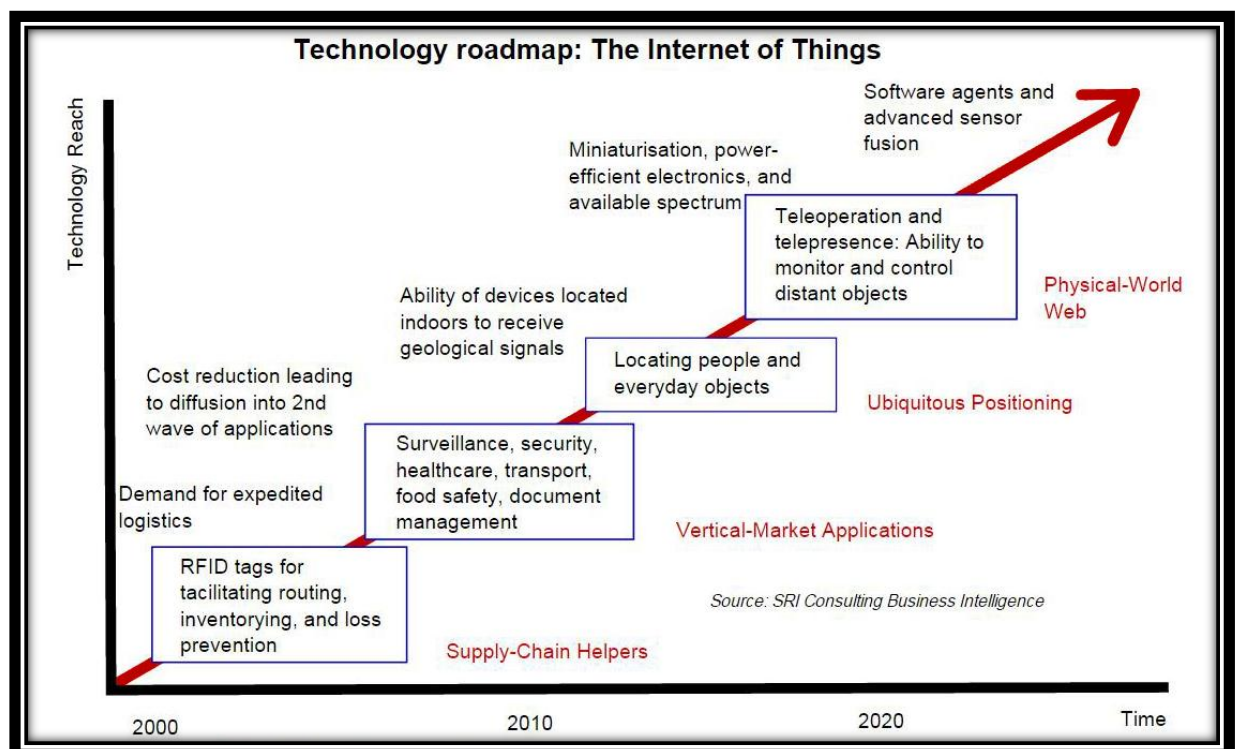 Technology roadmap: The Internet of Things
Technology Reach
Software agents and
advanced sensor
fusion
Miniaturisation, power-
efficient electronics, and
available spectrum
Teleoperation and
telepresence: Ability to
monitor and control
distant objects
Physical-World
Web
Ability of devices located
indoors to receive
geological signals
Locating people and
everyday objects
Ubiquitous Positioning
Cost reduction leading
to diffusion into 2nd
wave of applications
Surveillance, security,
healthcare, transport,
food safety, document
management
Vertical-Market Applications
Demand for expedited
logistics
RFID tags for
tacilitating routing,
inventorying, and loss
prevention
Supply-Chain Helpers
Source: SRI Consulting Business Intelligence
2000
2010
2020
Time